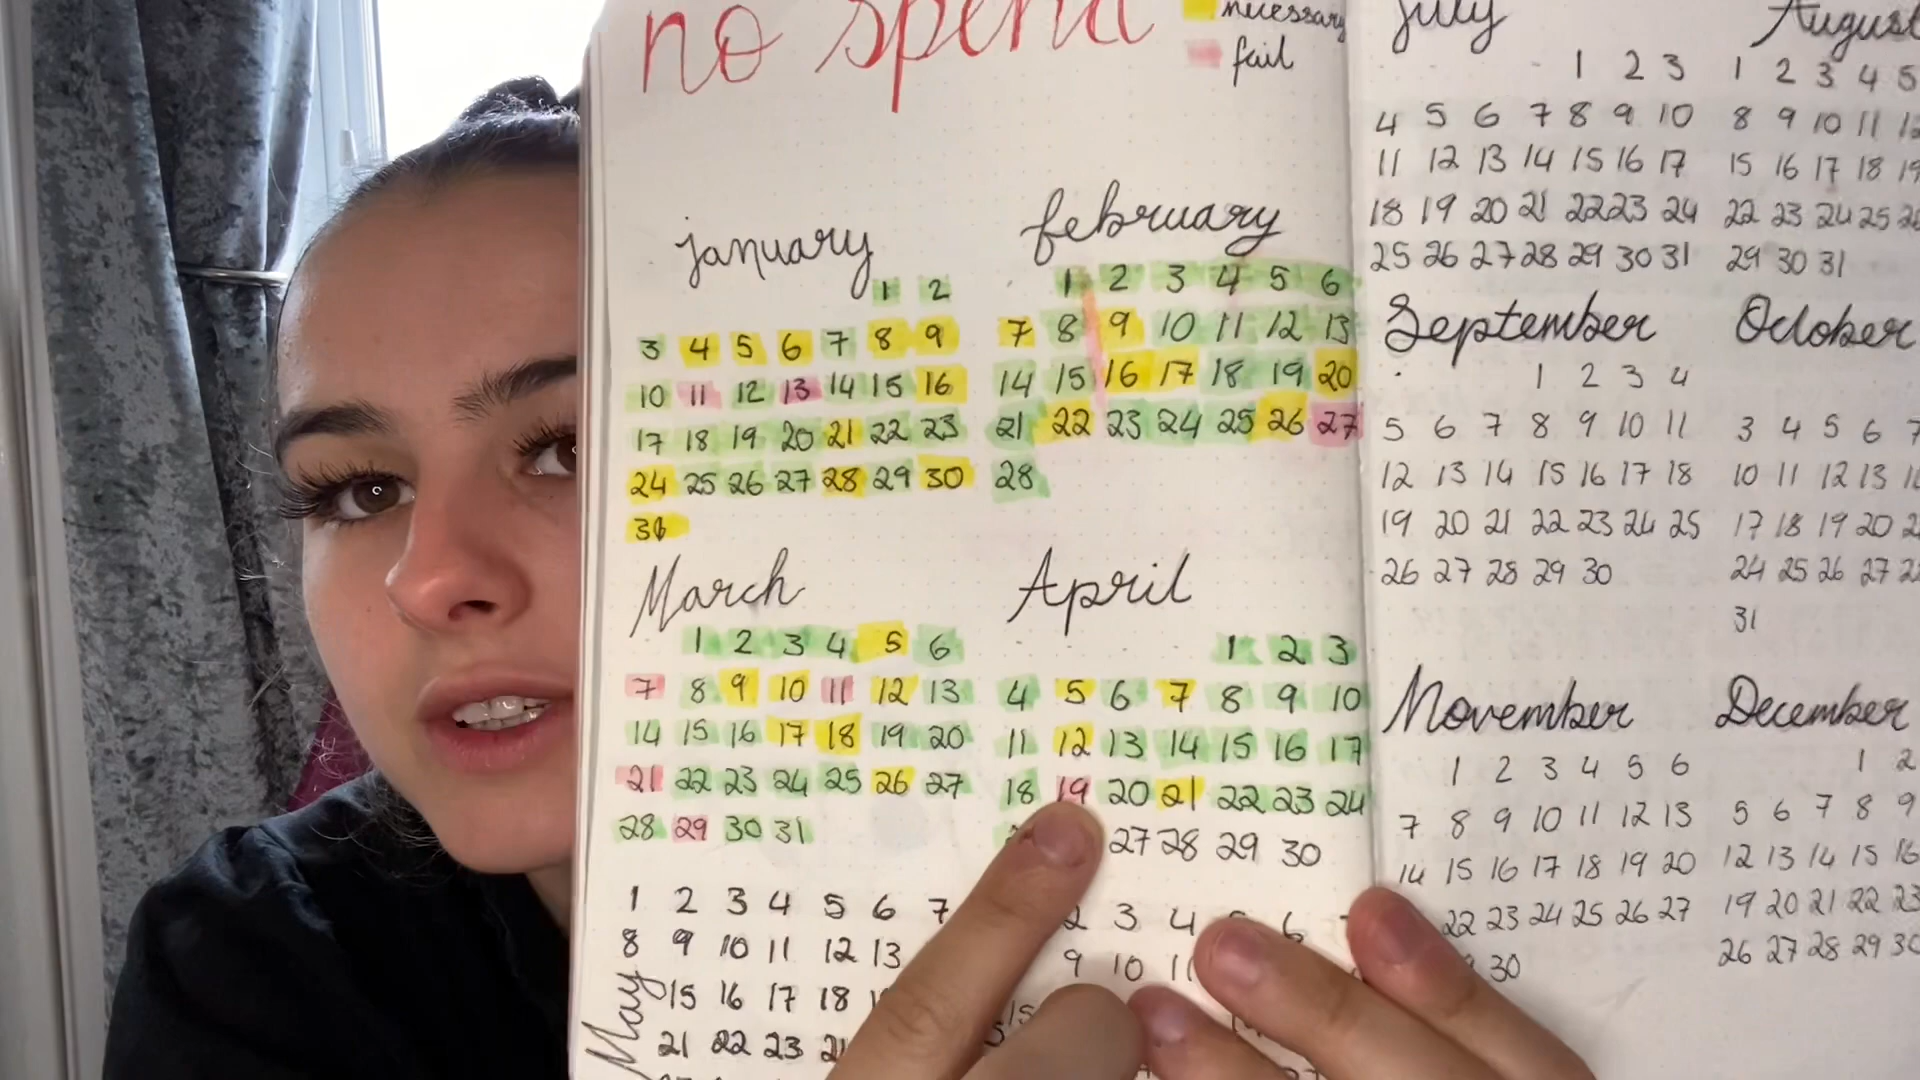 no spend
necessary
fail
january
1 2
3 4 5 6 7 8 9
10 11 12 13 14 15 16
17 18 19 20 21 22 23
24 25 26 27 28 29 30
february
1 2 3 4 5 6
7 8 9 10 11 12 13
14 15 16 17 18 19 20
21 22 23 24 25 26 27
28
March
1 2 3 4 5 6
7 8 9 10 11 12 13
14 15 16 17 18 19 20
21 22 23 24 25 26 27
28 29 30 31
April
1 2 3
4 5 6 7 8 9 10
11 12 13 14 15 16 17
18 19 20 21 22 23 24
27 28 29 30
May
1 2 3 4 5 6 7
8 9 10 11 12 13
15 16 17 18
21 22 23
2 3 4 6
9 10
July
1 2 3
4 5 6 7 8 9 10
11 12 13 14 15 16 17
18 19 20 21 22 23 24
25 26 27 28 29 30 31
August
1 2 3 4 5
8 9 10 11 12
15 16 17 18 19
22 23 24 25 26
29 30 31
September
1 2 3 4
5 6 7 8 9 10 11
12 13 14 15 16 17 18
19 20 21 22 23 24 25
26 27 28 29 30
October
3 4 5 6 7
10 11 12 13
17 18 19 20
24 25 26 27
31
November
1 2 3 4 5 6
7 8 9 10 11 12 13
14 15 16 17 18 19 20
22 23 24 25 26 27
30
December
1 2
5 6 7 8 9
12 13 14 15 16
19 20 21 22 23
26 27 28 29 30